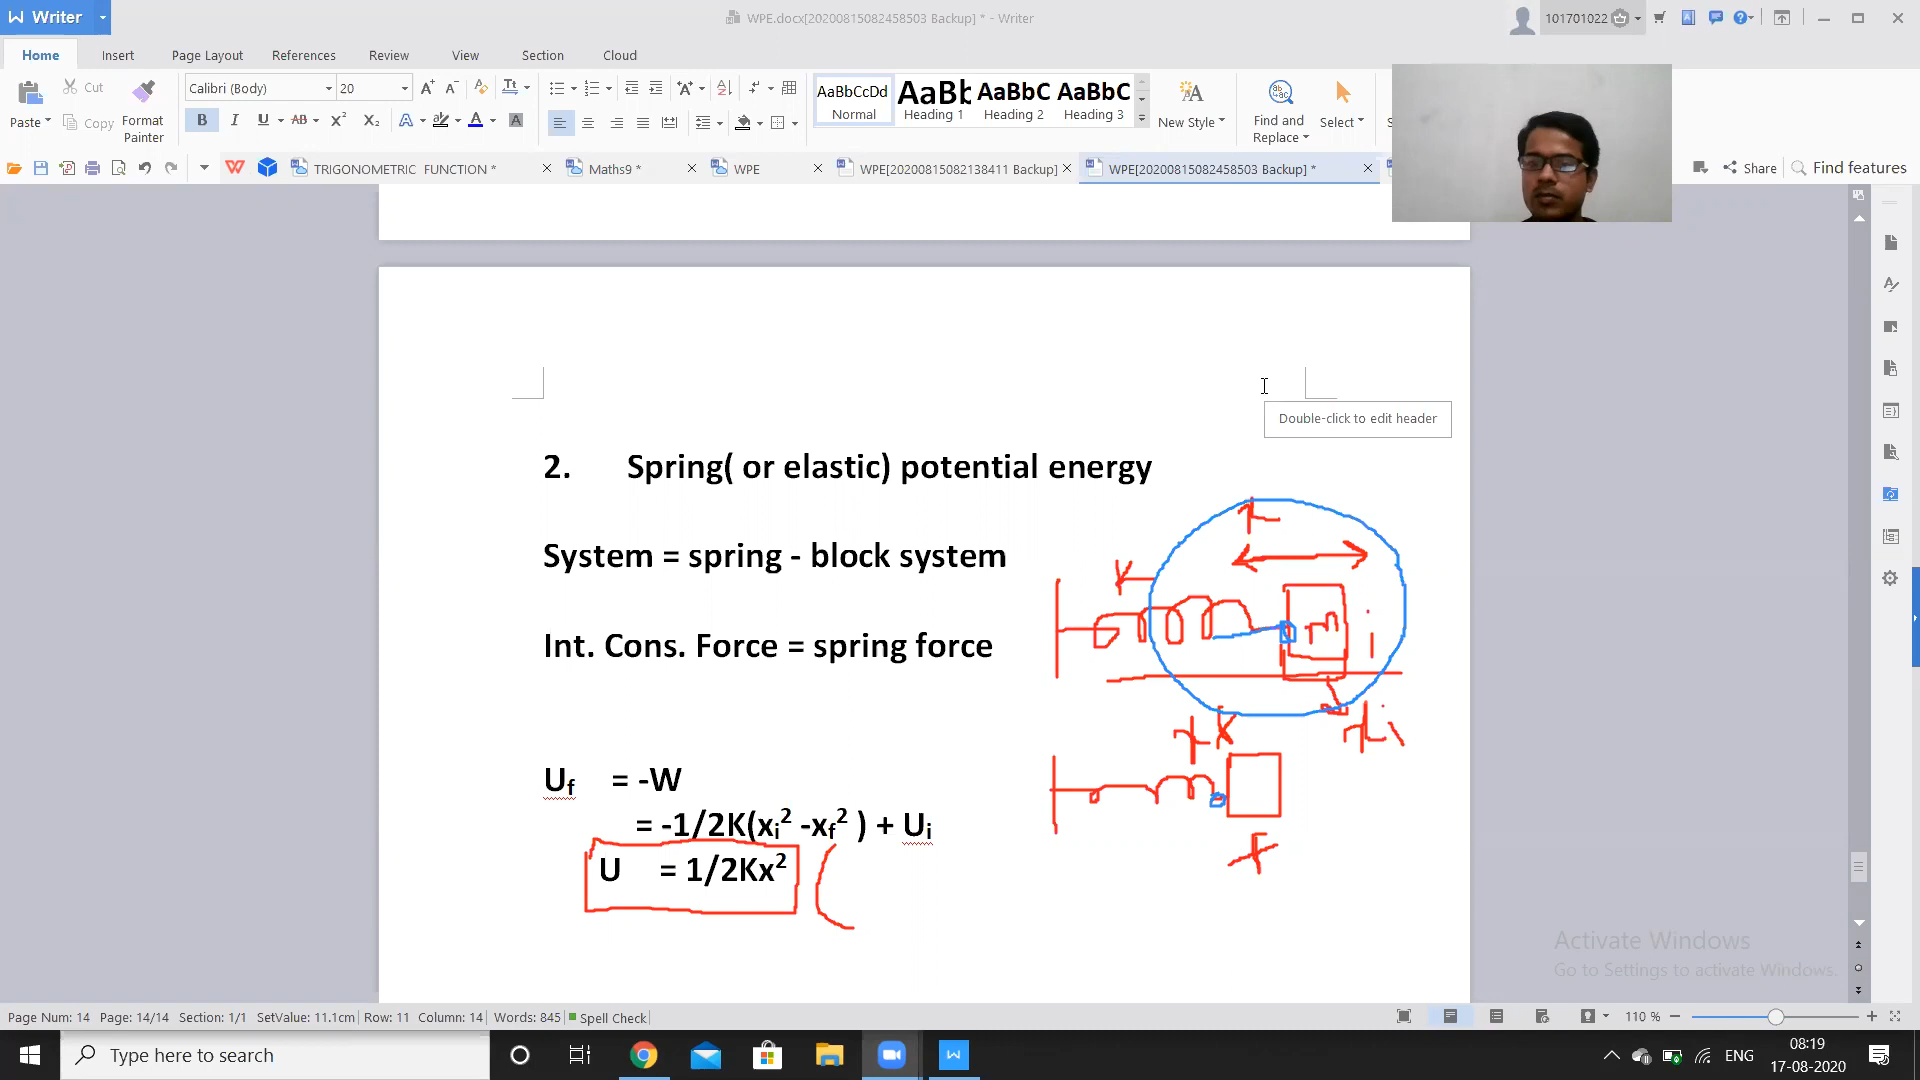 Writer
WPE.docx[20200815082458503 Backup] * - Writer
101701022
Home Insert Page Layout References Review View Section Cloud
Paste Cut Copy Format Painter
Calibri (Body) 20
B I U AB X² X₂ A A
AaBbCcDd Normal
AaBb Heading 1
AaBbC Heading 2
AaBbC Heading 3
New Style
Find and Replace
Select
TRIGONOMETRIC FUNCTION *
Maths9 *
WPE
WPE[20200815082138411 Backup]
WPE[20200815082458503 Backup] *
Share
Find features
Double-click to edit header
2. Spring( or elastic) potential energy
System = spring - block system
Int. Cons. Force = spring force
x
K
m
i
xi
x K
f
Uf = -W
= -1/2K(xi² -xf² ) + Ui
U = 1/2Kx²
(
Activate Windows
Go to Settings to activate Windows.
Page Num: 14 Page: 14/14 Section: 1/1 SetValue: 11.1cm Row: 11 Column: 14 Words: 845 Spell Check
110 %
Type here to search
ENG
08:19
17-08-2020